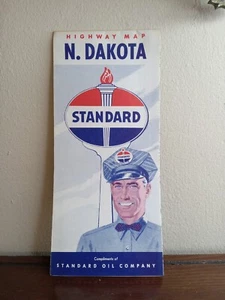 HIGHWAY MAP
N. DAKOTA
STANDARD
Compliments of
STANDARD OIL COMPANY